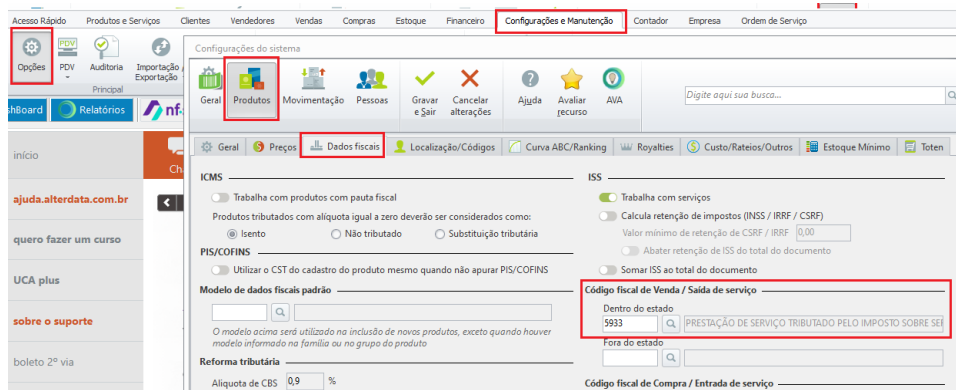 Acesso Rápido Produtos e Serviços Clientes Vendedores Vendas Compras Estoque Financeiro Configurações e Manutenção Contador Empresa Ordem de Serviço
Opções PDV Auditoria Importação / Exportação
Principal
Configurações do sistema
Geral Produtos Movimentação Pessoas Gravar e Sair Cancelar alterações Ajuda Avaliar recurso AVA
Digite aqui sua busca...
shBoard Relatórios nf
Geral Preços Dados fiscais Localização/Códigos Curva ABC/Ranking Royalties Custo/Rateios/Outros Estoque Mínimo Toten
início
Ch
ajuda.alterdata.com.br
quero fazer um curso
UCA plus
sobre o suporte
boleto 2º via
ICMS
Trabalha com produtos com pauta fiscal
Produtos tributados com alíquota igual a zero deverão ser considerados como:
Isento Não tributado Substituição tributária
PIS/COFINS
Utilizar o CST do cadastro do produto mesmo quando não apurar PIS/COFINS
Modelo de dados fiscais padrão
O modelo acima será utilizado na inclusão de novos produtos, exceto quando houver
modelo informado na família ou no grupo do produto
Reforma tributária
Aliquota de CBS 0,9 %
ISS
Trabalha com serviços
Calcula retenção de impostos (INSS / IRRF / CSRF)
Valor mínimo de retenção de CSRF / IRRF 0,00
Abater retenção de ISS do total do documento
Somar ISS ao total do documento
Código fiscal de Venda / Saída de serviço
Dentro do estado
5933 PRESTAÇÃO DE SERVIÇO TRIBUTADO PELO IMPOSTO SOBRE SE
Fora do estado
Código fiscal de Compra / Entrada de serviço